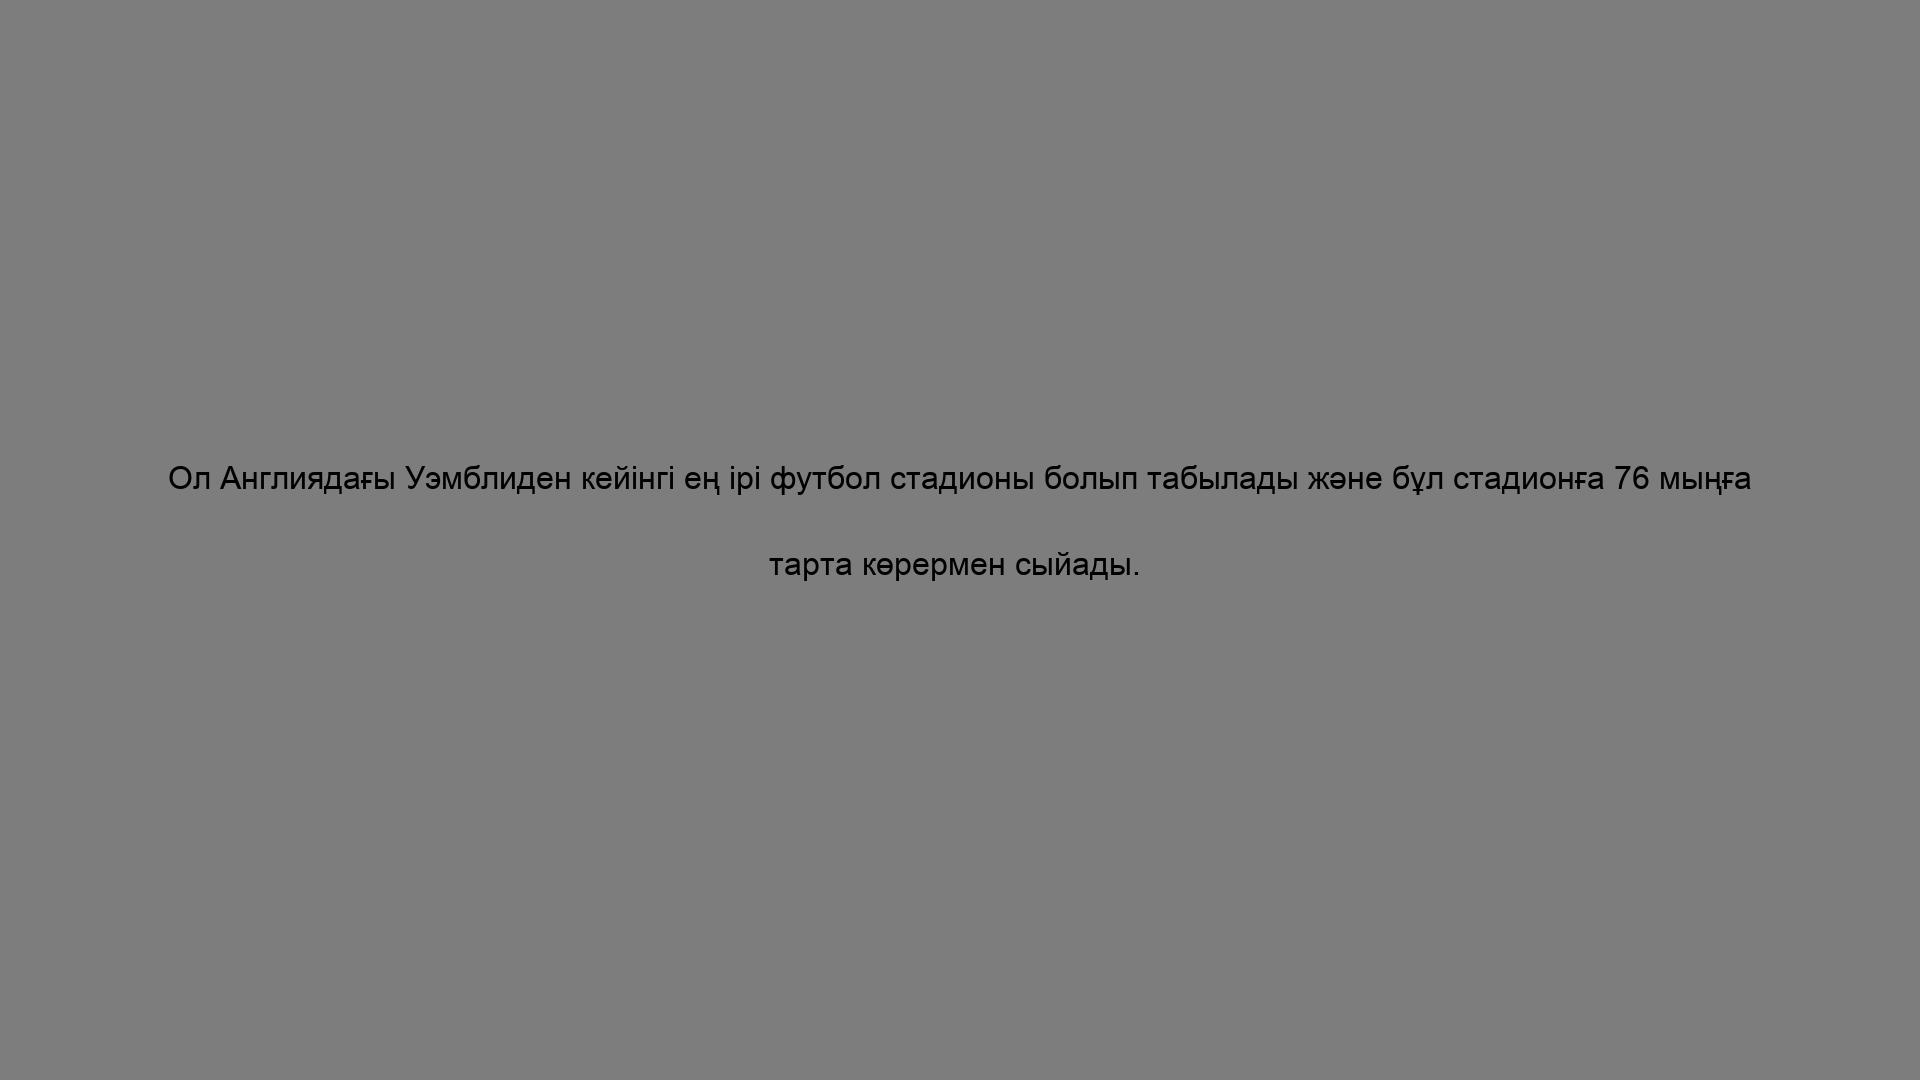 Ол Англиядағы Уэмблиден кейінгі ең ірі футбол стадионы болып табылады және бұл стадионға 76 мыңға
тарта көрермен сыйады.